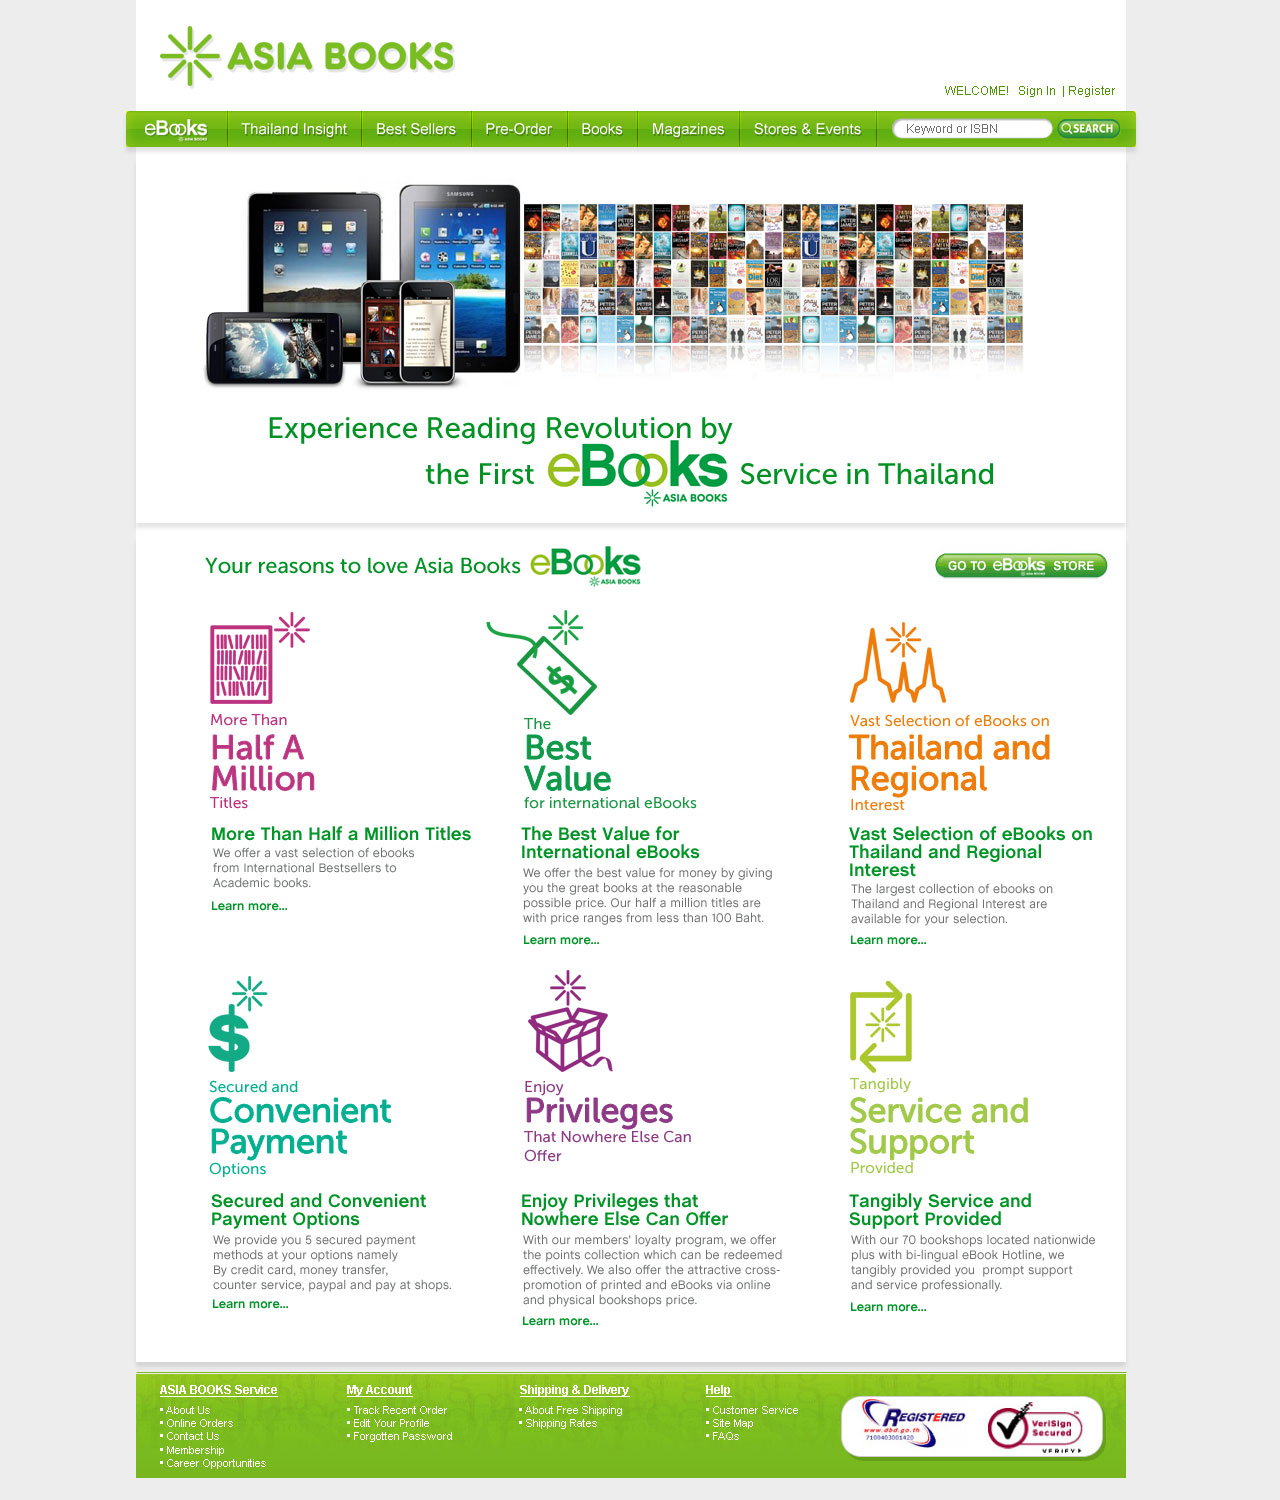 ASIA BOOKS
WELCOME! Sign In | Register
eBooks ASIA BOOKS Thailand Insight Best Sellers Pre-Order Books Magazines Stores & Events Keyword or ISBN SEARCH
SAMSUNG
Experience Reading Revolution by
the First eBooks Service in Thailand
ASIA BOOKS
Your reasons to love Asia Books eBooks
ASIA BOOKS
GO TO eBooks STORE
More Than
Half A
Million
Titles
The
Best
Value
for international eBooks
Vast Selection of eBooks on
Thailand and
Regional
Interest
More Than Half a Million Titles
We offer a vast selection of ebooks
from International Bestsellers to
Academic books.
Learn more...
The Best Value for
International eBooks
We offer the best value for money by giving
you the great books at the reasonable
possible price. Our half a million titles are
with price ranges from less than 100 Baht.
Learn more...
Vast Selection of eBooks on
Thailand and Regional
Interest
The largest collection of ebooks on
Thailand and Regional Interest are
available for your selection.
Learn more...
Secured and
Convenient
Payment
Options
Enjoy
Privileges
That Nowhere Else Can
Offer
Tangibly
Service and
Support
Provided
Secured and Convenient
Payment Options
We provide you 5 secured payment
methods at your options namely
By credit card, money transfer,
counter service, paypal and pay at shops.
Learn more...
Enjoy Privileges that
Nowhere Else Can Offer
With our members' loyalty program, we offer
the points collection which can be redeemed
effectively. We also offer the attractive cross-
promotion of printed and eBooks via online
and physical bookshops price.
Learn more...
Tangibly Service and
Support Provided
With our 70 bookshops located nationwide
plus with bi-lingual eBook Hotline, we
tangibly provided you prompt support
and service professionally.
Learn more...
ASIA BOOKS Service
About Us
Online Orders
Contact Us
Membership
Career Opportunities
My Account
Track Recent Order
Edit Your Profile
Forgotten Password
Shipping & Delivery
About Free Shipping
Shipping Rates
Help
Customer Service
Site Map
FAQs
REGISTERED
www.dbd.go.th
7100403001420
VeriSign
Secured
VERIFY